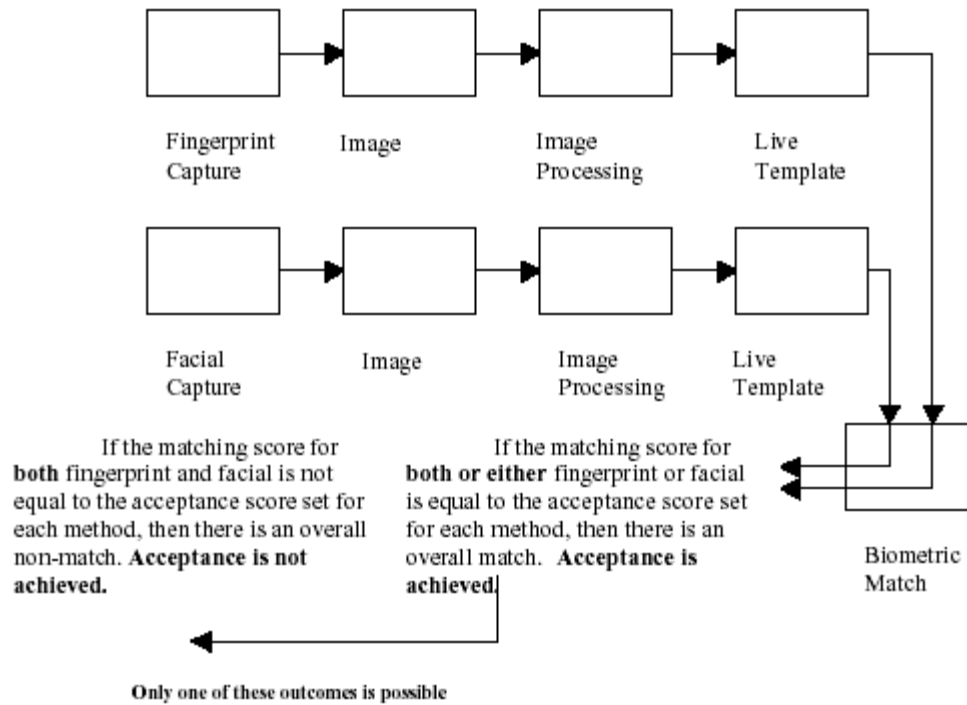 Fingerprint
Capture
Image
Image
Processing
Live
Template
Facial
Capture
Image
Image
Processing
Live
Template
If the matching score for
both fingerprint and facial is not
equal to the acceptance score set for
each method, then there is an overall
non-match. Acceptance is not
achieved.
If the matching score for
both or either fingerprint or facial
is equal to the acceptance score set
for each method, then there is an
overall match. Acceptance is
achieved.
Biometric
Match
Only one of these outcomes is possible